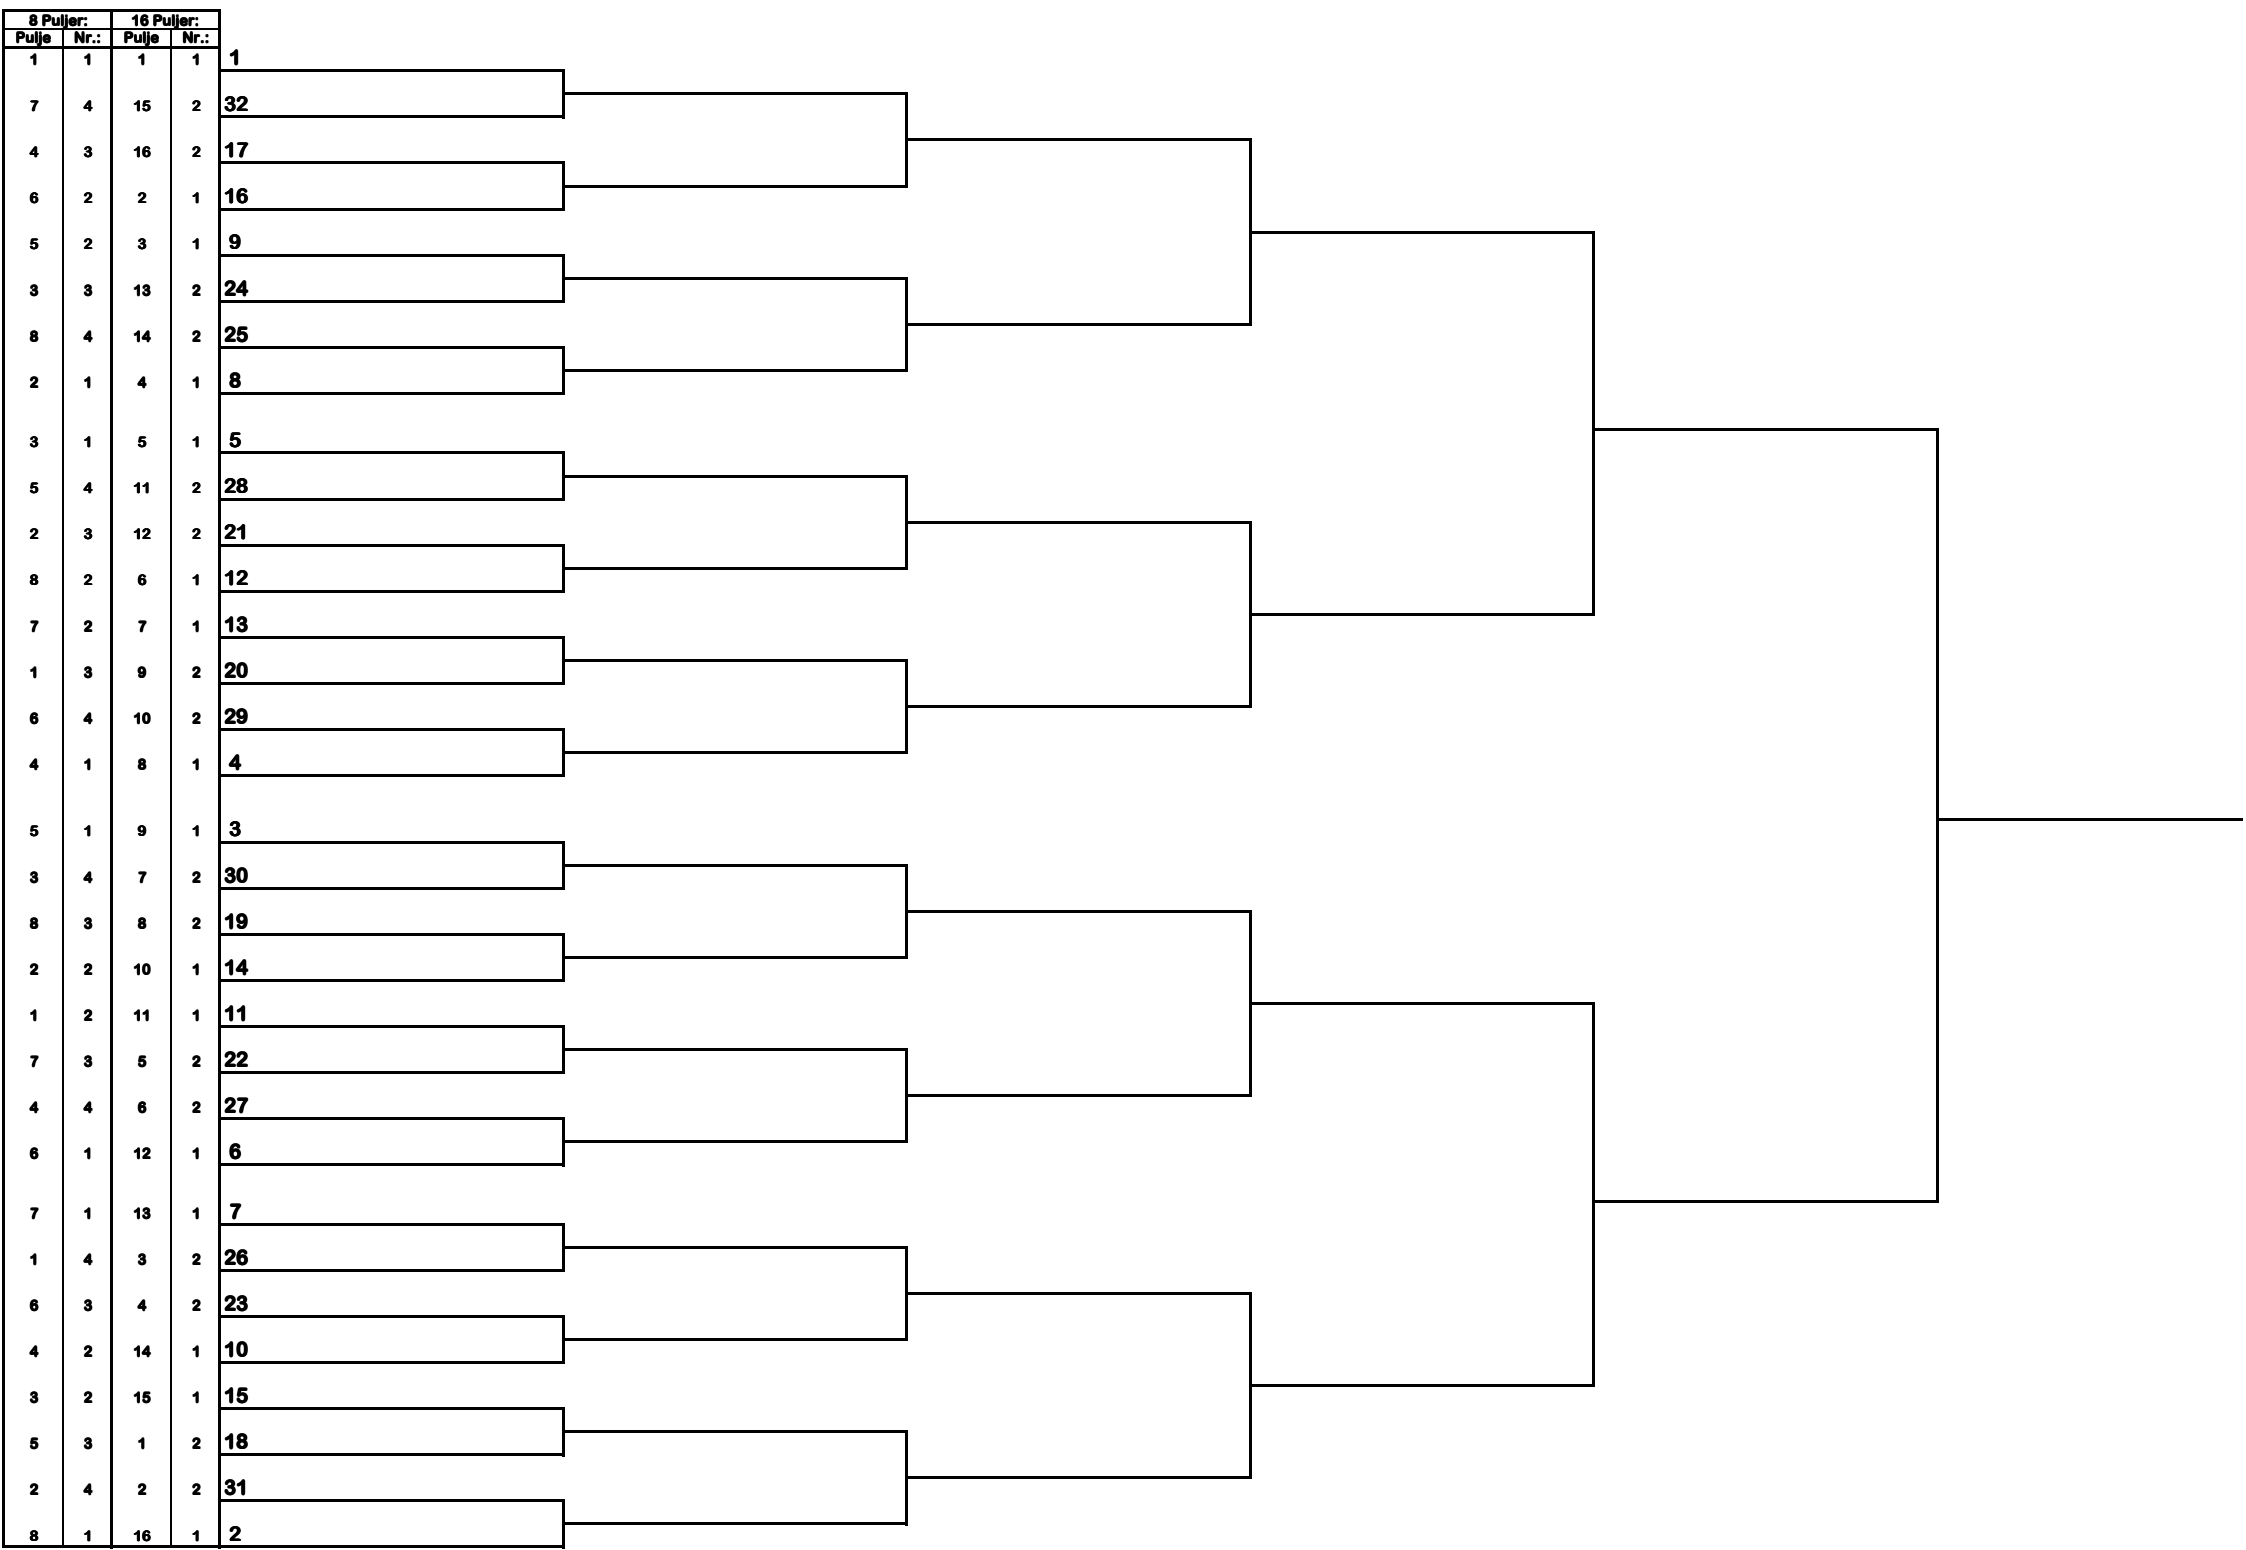 8 Puljer: 16 Puljer:
Pulje Nr.: Pulje Nr.:
1 1 1 1 1
7 4 15 2 32
4 3 16 2 17
6 2 2 1 16
5 2 3 1 9
3 3 13 2 24
8 4 14 2 25
2 1 4 1 8
3 1 5 1 5
5 4 11 2 28
2 3 12 2 21
8 2 6 1 12
7 2 7 1 13
1 3 9 2 20
6 4 10 2 29
4 1 8 1 4
5 1 9 1 3
3 4 7 2 30
8 3 8 2 19
2 2 10 1 14
1 2 11 1 11
7 3 5 2 22
4 4 6 2 27
6 1 12 1 6
7 1 13 1 7
1 4 3 2 26
6 3 4 2 23
4 2 14 1 10
3 2 15 1 15
5 3 1 2 18
2 4 2 2 31
8 1 16 1 2